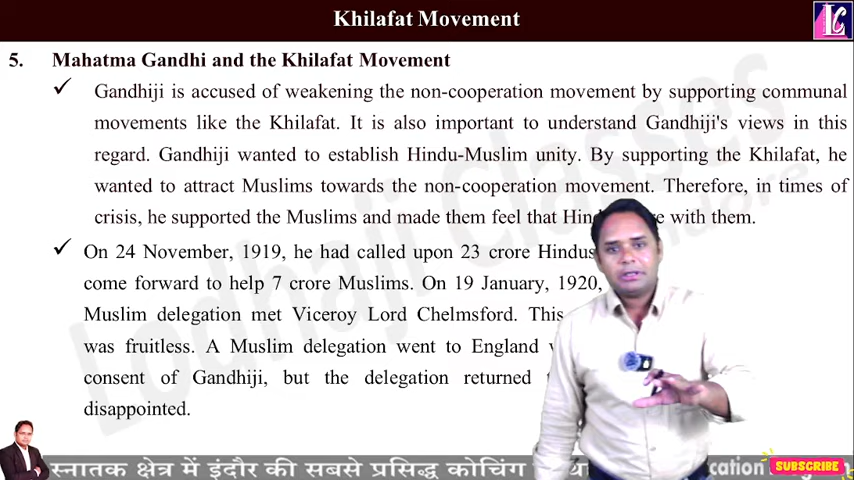 Khilafat Movement
LC
5. Mahatma Gandhi and the Khilafat Movement
✓ Gandhiji is accused of weakening the non-cooperation movement by supporting communal
movements like the Khilafat. It is also important to understand Gandhiji's views in this
regard. Gandhiji wanted to establish Hindu-Muslim unity. By supporting the Khilafat, he
wanted to attract Muslims towards the non-cooperation movement. Therefore, in times of
crisis, he supported the Muslims and made them feel that with them.
✓ On 24 November, 1919, he had called upon 23 crore Hindus
come forward to help 7 crore Muslims. On 19 January, 1920,
Muslim delegation met Viceroy Lord Chelmsford. This
was fruitless. A Muslim delegation went to England
consent of Gandhiji, but the delegation returned
disappointed.
Lodhaji Classes Indore
स्नातक क्षेत्र में इंदौर की सबसे प्रसिद्ध कोचिंग
SUBSCRIBE